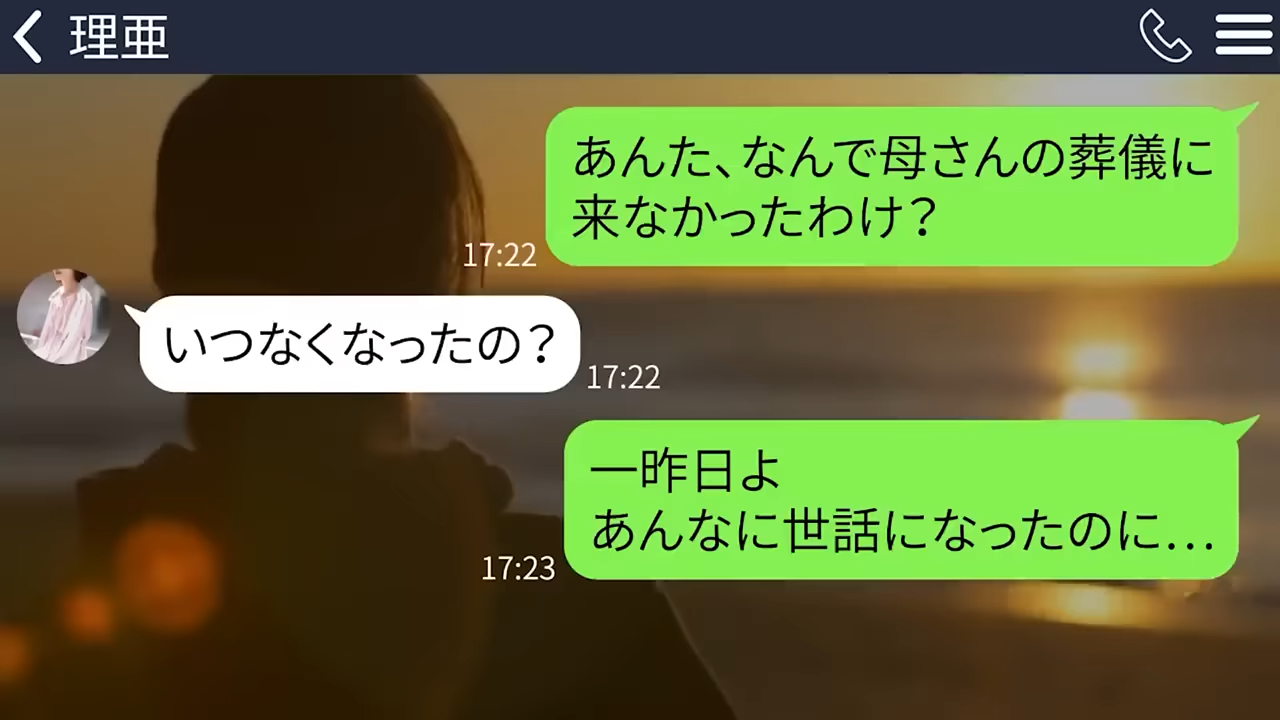 理亜
あんた、なんで母さんの葬儀に
来なかったわけ？
17:22
いつなくなったの？
17:22
一昨日よ
あんなに世話になったのに…
17:23